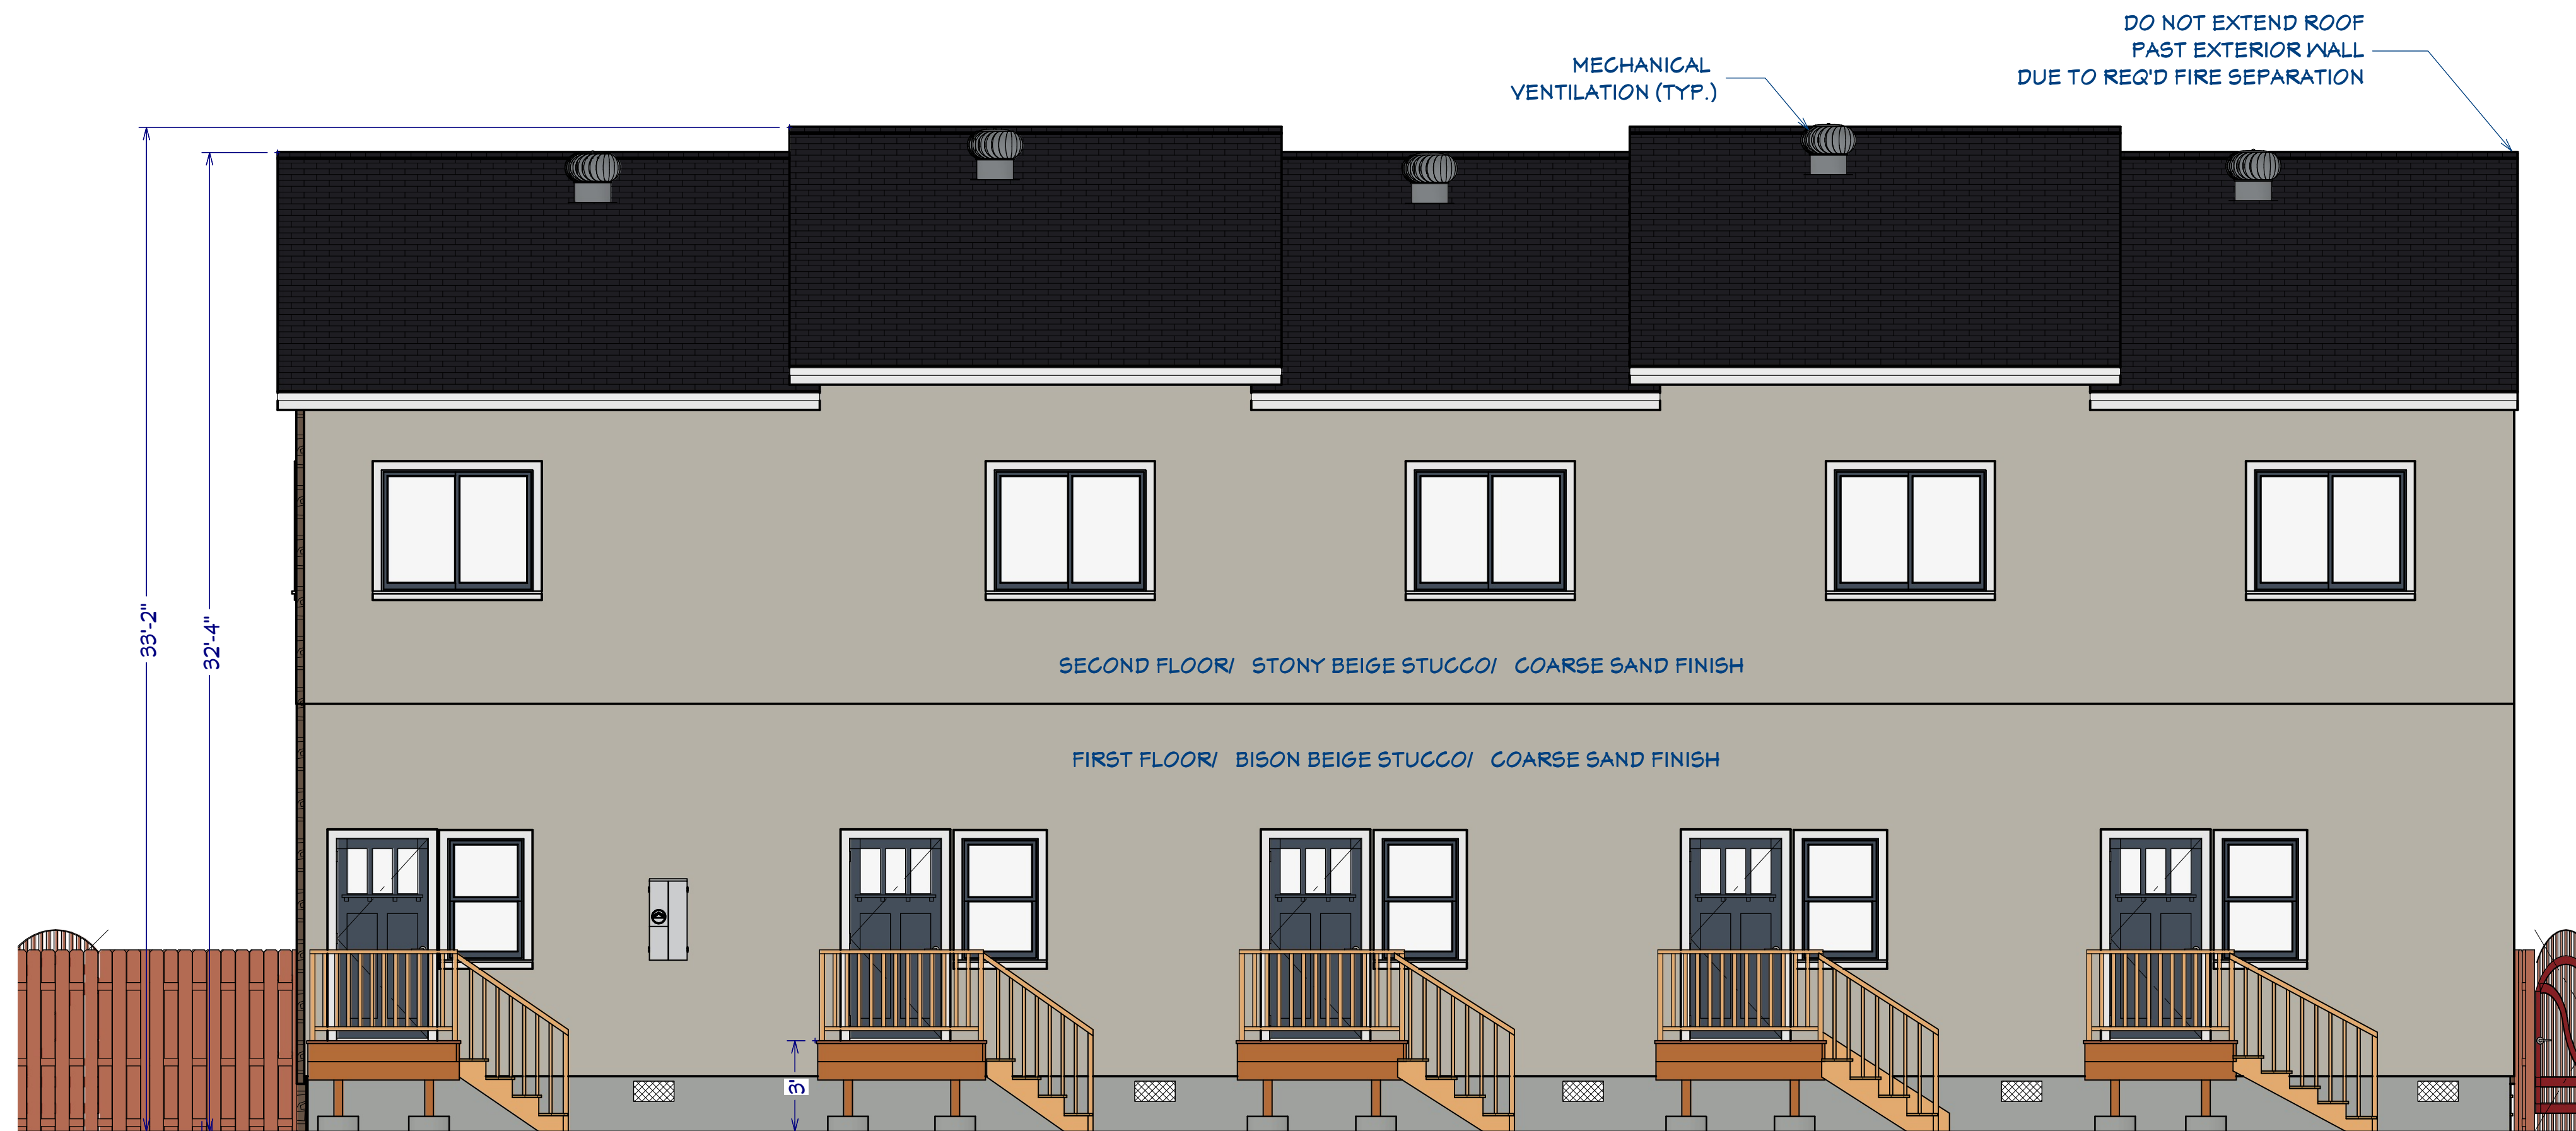 DO NOT EXTEND ROOF
PAST EXTERIOR WALL
DUE TO REQ'D FIRE SEPARATION
MECHANICAL
VENTILATION (TYP.)
33'-2"
32'-4"
SECOND FLOOR/ STONY BEIGE STUCCO/ COARSE SAND FINISH
FIRST FLOOR/ BISON BEIGE STUCCO/ COARSE SAND FINISH
3'